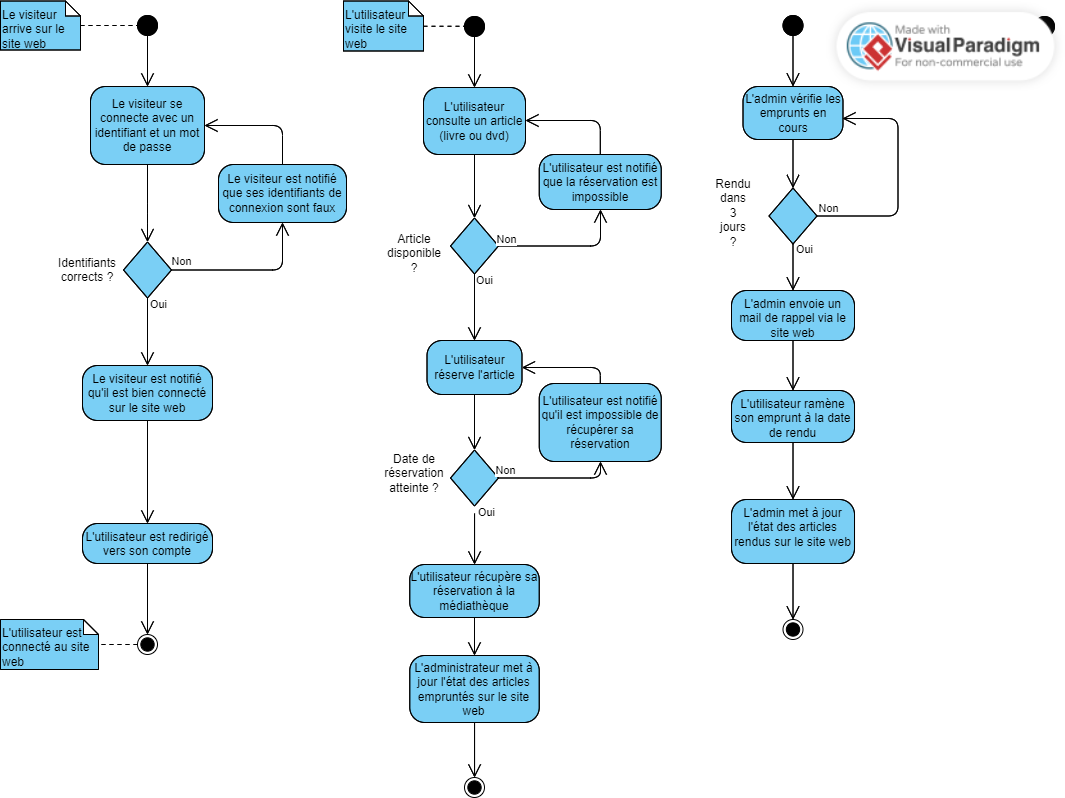 Le visiteur
arrive sur le
site web
Le visiteur se
connecte avec un
identifiant et un mot
de passe
Le visiteur est notifié
que ses identifiants de
connexion sont faux
Identifiants
corrects ?
Non
Oui
Le visiteur est notifié
qu'il est bien connecté
sur le site web
L'utilisateur est redirigé
vers son compte
L'utilisateur est
connecté au site
web
L'utilisateur
visite le site
web
L'utilisateur
consulte un article
(livre ou dvd)
L'utilisateur est notifié
que la réservation est
impossible
Article
disponible
?
Non
Oui
L'utilisateur
réserve l'article
L'utilisateur est notifié
qu'il est impossible de
récupérer sa
réservation
Date de
réservation
atteinte ?
Non
Oui
L'utilisateur récupère sa
réservation à la
médiathèque
L'administrateur met à
jour l'état des articles
empruntés sur le site
web
Made with
VisualParadigm
For non-commercial use
L'admin vérifie les
emprunts en
cours
Rendu
dans
3
jours
?
Non
Oui
L'admin envoie un
mail de rappel via le
site web
L'utilisateur ramène
son emprunt à la date
de rendu
L'admin met à jour
l'état des articles
rendus sur le site web